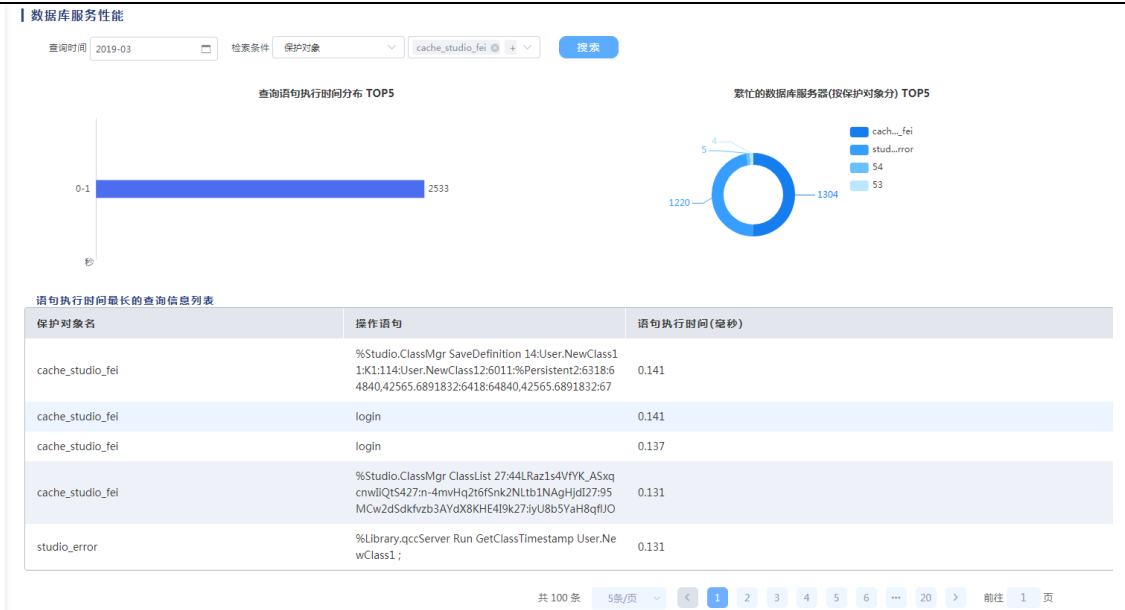 数据库服务性能
查询时间 2019-03 检索条件 保护对象 cache_studio_fei + 搜索
查询语句执行时间分布 TOP5
0-1 2533
秒
繁忙的数据库服务器(按保护对象分) TOP5
4
5
1220
1304
cach..._fei
stud...rror
54
53
语句执行时间最长的查询信息列表
保护对象名 操作语句 语句执行时间(毫秒)
cache_studio_fei 0.141
%Studio.ClassMgr SaveDefinition 14:User.NewClass1
1:K1:114:User.NewClass12:6011:%Persistent2:6318:6
4840,42565.6891832:6418:64840,42565.6891832:67
cache_studio_fei login 0.141
cache_studio_fei login 0.137
cache_studio_fei 0.131
%Studio.ClassMgr ClassList 27:44LRaz1s4VfYK_ASxq
cnwIiQtS427:n-4mvHq2t6fSnk2NLtb1NAgHjdI27:95
MCw2dSdkfvzb3AYdX8KHE4I9k27:iyU8b5YaH8qflJO
studio_error 0.131
%Library.qccServer Run GetClassTimestamp User.Ne
wClass1 ;
共 100 条 5条/页 < 1 2 3 4 5 6 ••• 20 > 前往 1 页